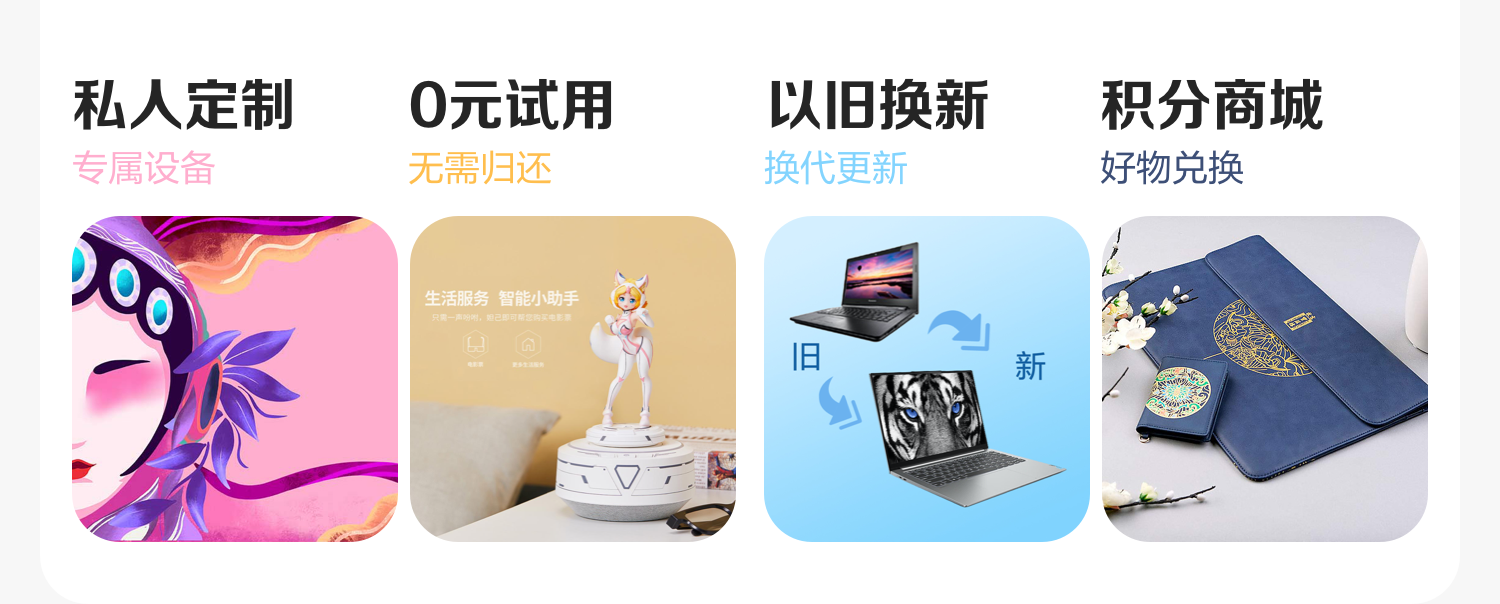 私人定制
专属设备
0元试用
无需归还
以旧换新
换代更新
积分商城
好物兑换
生活服务 智能小助手
旧
新